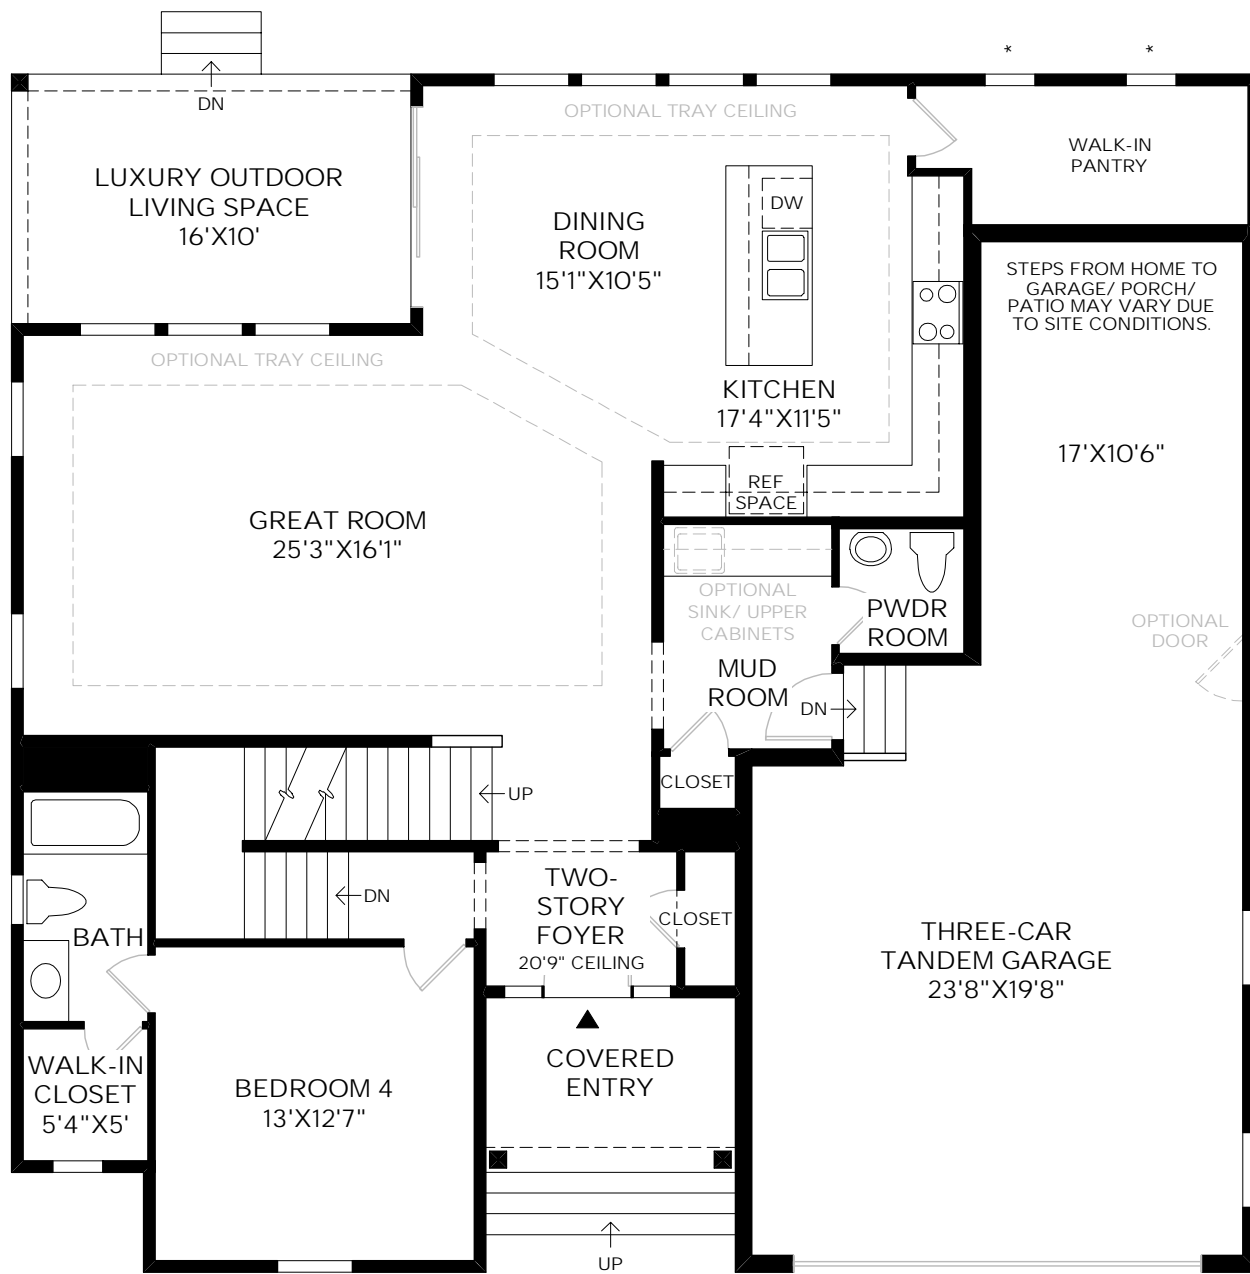 *
*
DN
OPTIONAL TRAY CEILING
LUXURY OUTDOOR
LIVING SPACE
16'X10'
DINING
ROOM
15'1"X10'5"
DW
WALK-IN
PANTRY
STEPS FROM HOME TO
GARAGE/ PORCH/
PATIO MAY VARY DUE
TO SITE CONDITIONS.
OPTIONAL TRAY CEILING
KITCHEN
17'4"X11'5"
17'X10'6"
REF
SPACE
GREAT ROOM
25'3"X16'1"
OPTIONAL
SINK/ UPPER
CABINETS
PWDR
ROOM
OPTIONAL
DOOR
MUD
ROOM
DN
CLOSET
UP
DN
TWO-
STORY
FOYER
20'9" CEILING
CLOSET
BATH
THREE-CAR
TANDEM GARAGE
23'8"X19'8"
WALK-IN
CLOSET
5'4"X5'
BEDROOM 4
13'X12'7"
COVERED
ENTRY
UP